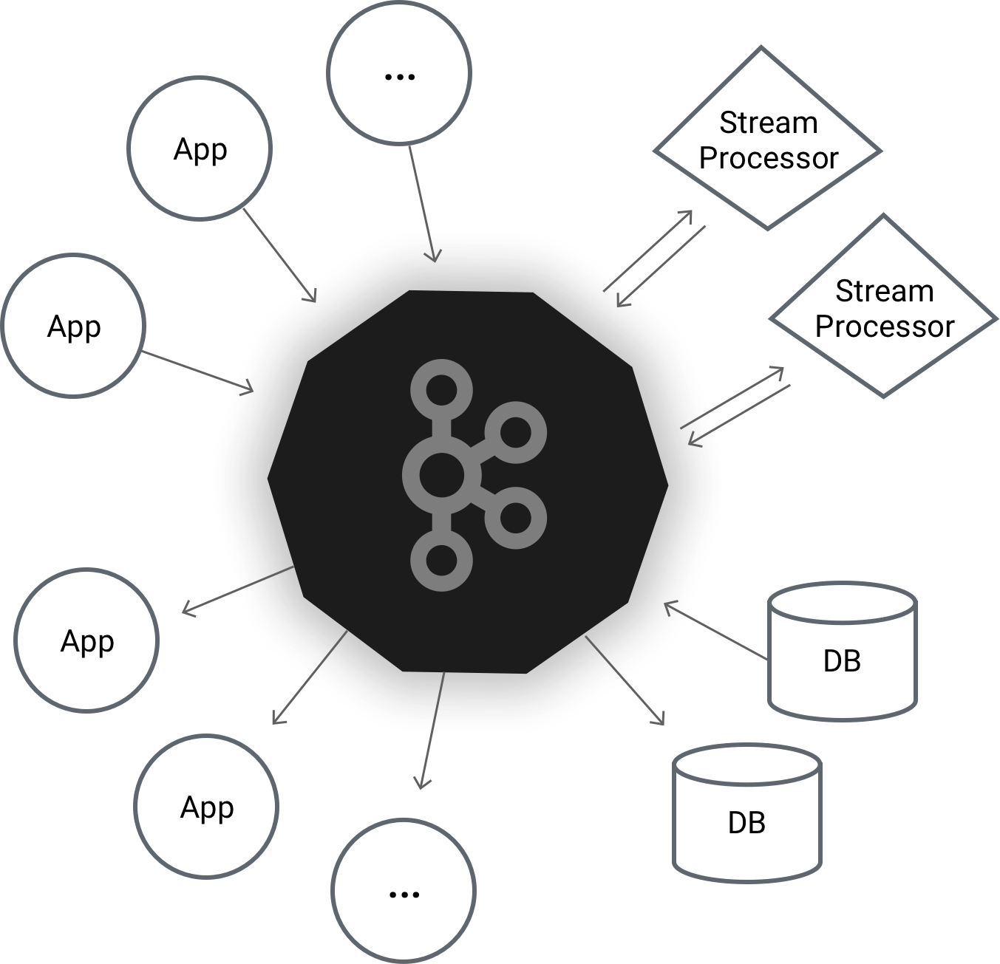 ...
App
Stream
Processor
App
Stream
Processor
App
DB
App
DB
...